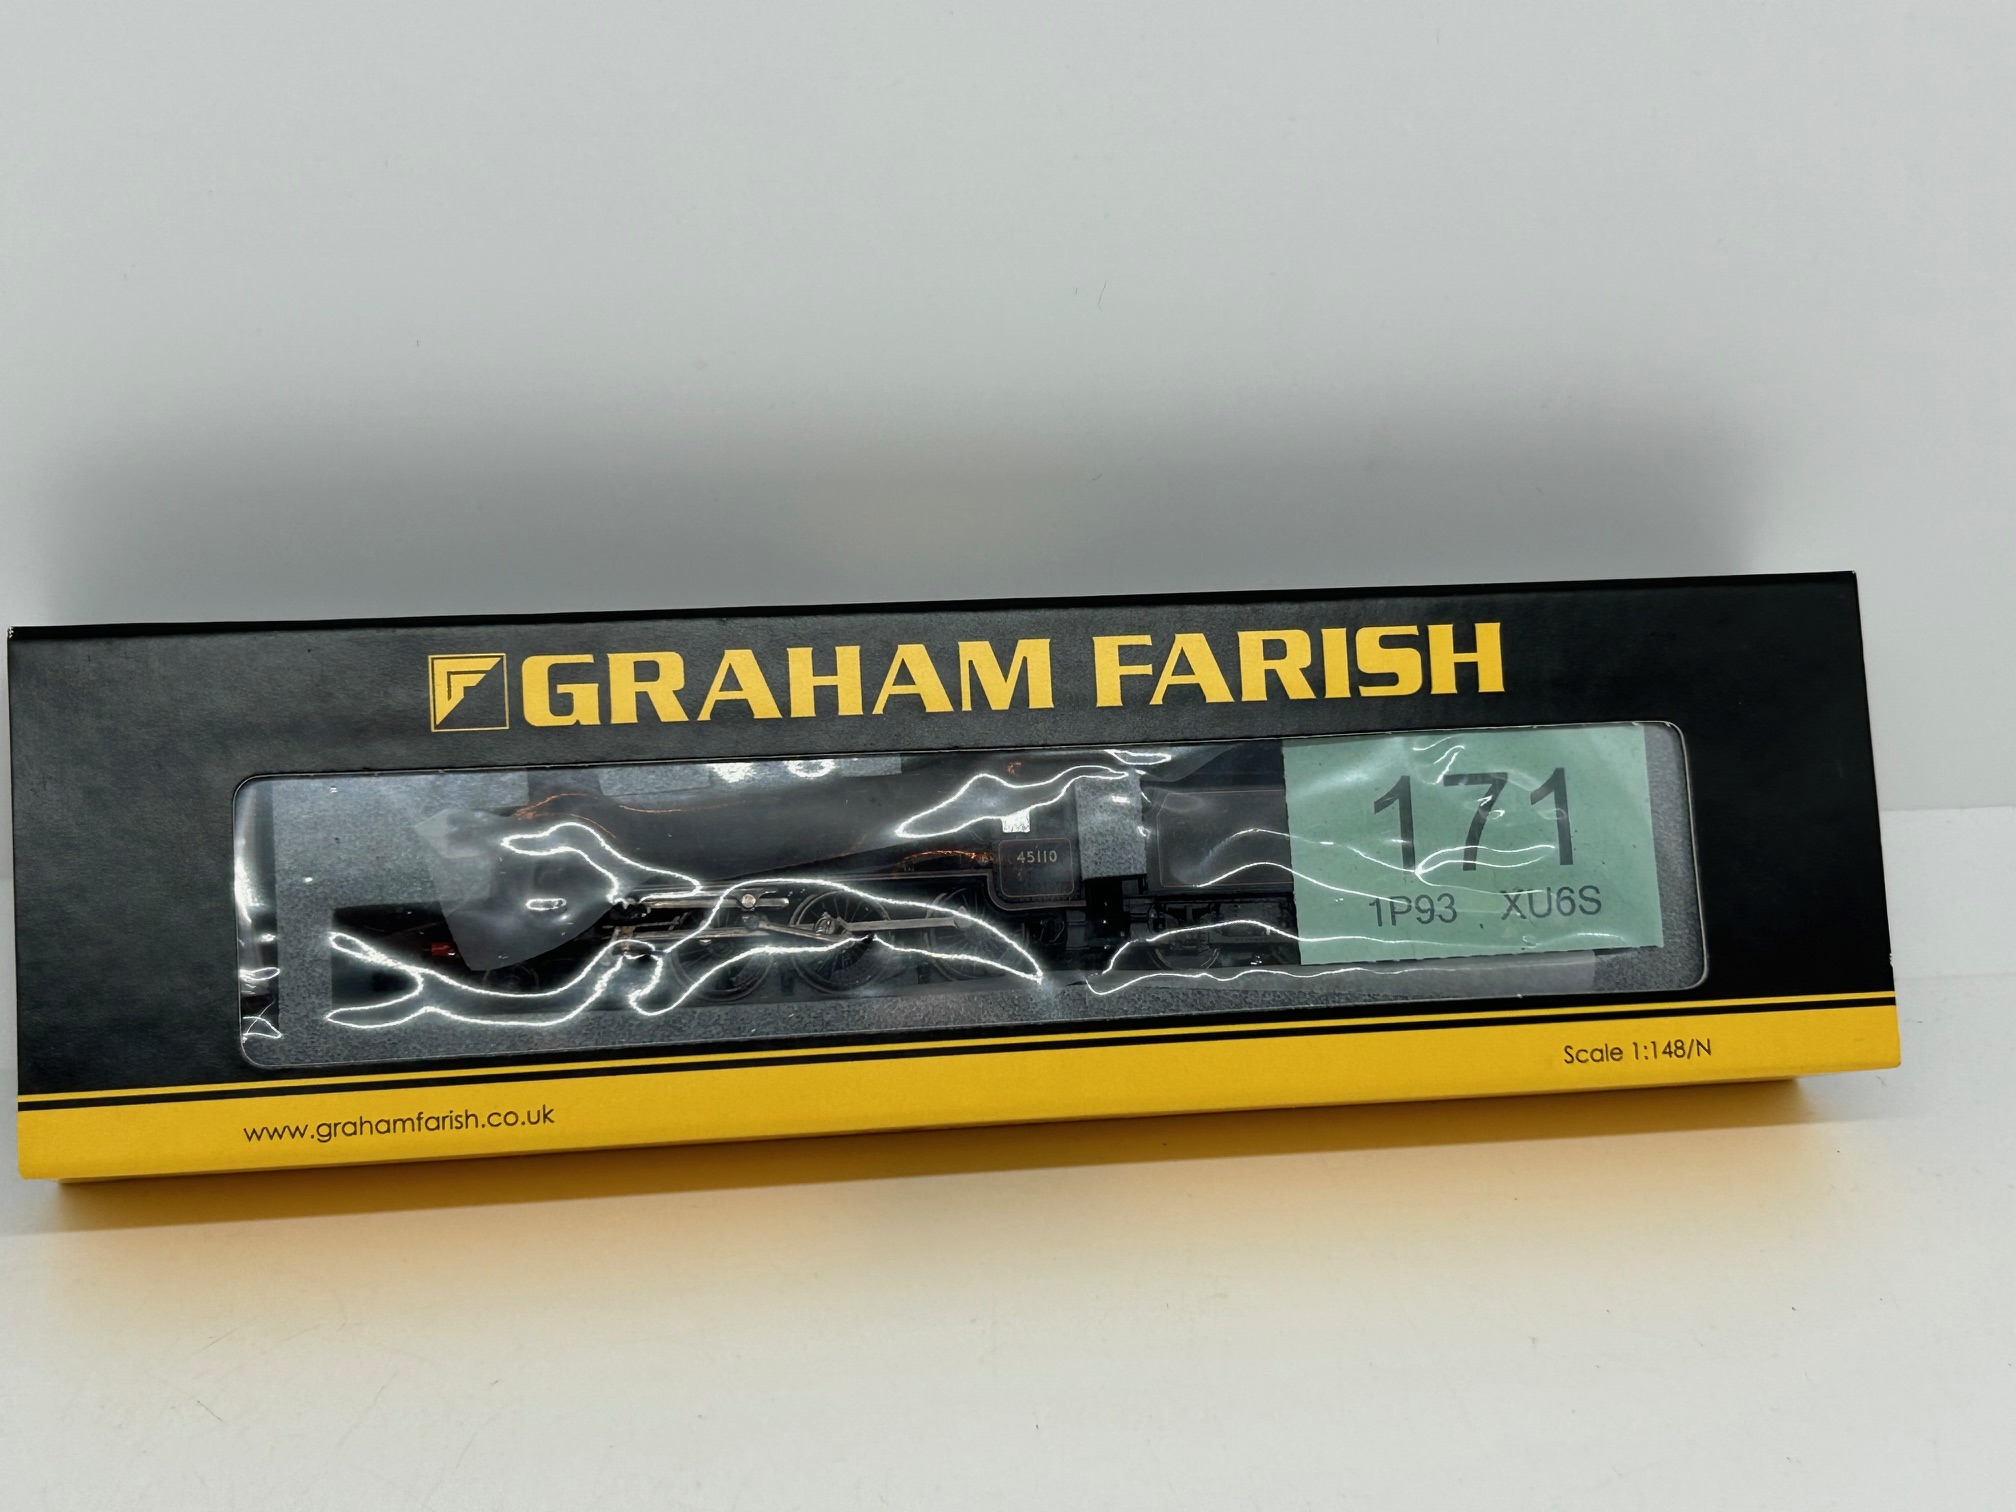 GRAHAM FARISH
45110
171
1P93 XU6S
Scale 1:148/N
www.grahamfarish.co.uk